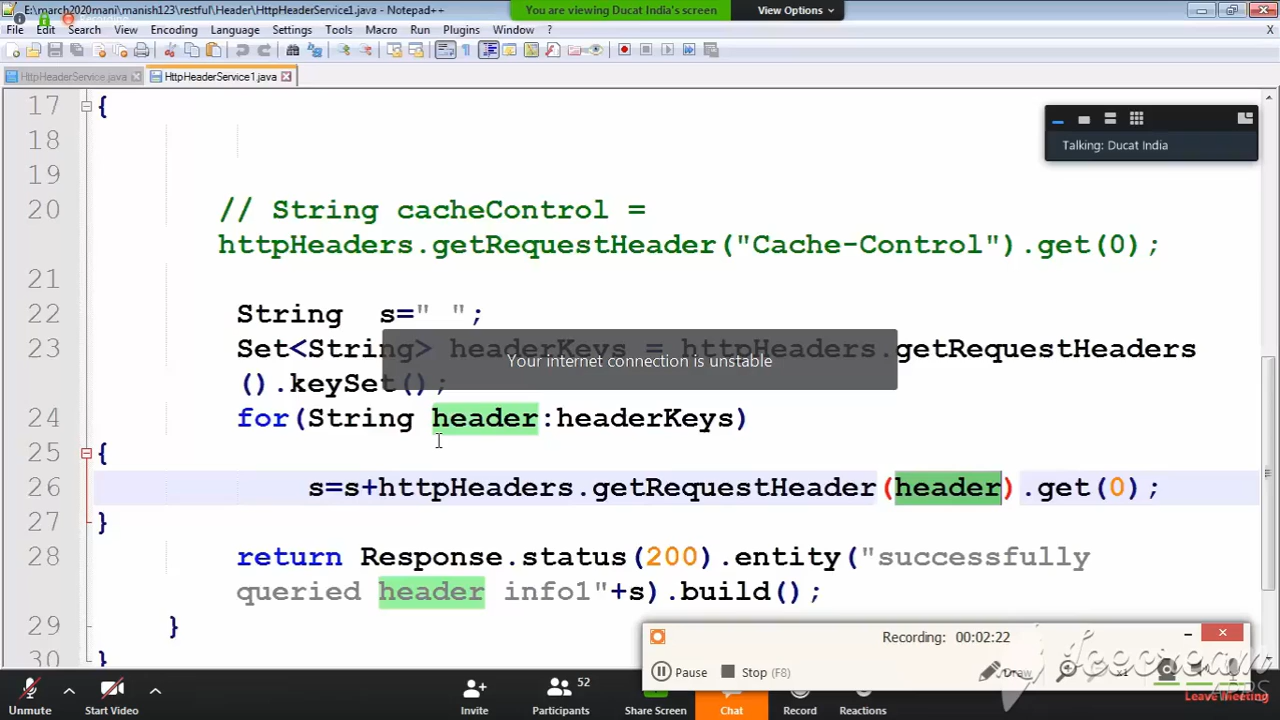 E:\march2020mani\manish123\restful\Header\HttpHeaderService1.java - Notepad++
You are viewing Ducat India's screen
View Options
Recording
File Edit Search View Encoding Language Settings Tools Macro Run Plugins Window ?
X
HttpHeaderService.java
HttpHeaderService1.java
Talking: Ducat India
17 {
18
19
20 // String cacheControl =
httpHeaders.getRequestHeader("Cache-Control").get(0);
21
22 String s=" ";
23 Set<String> headerKeys = httpHeaders.getRequestHeaders
().keySet();
Your internet connection is unstable
24 for(String header:headerKeys)
25 {
26 s=s+httpHeaders.getRequestHeader(header).get(0);
27 }
28 return Response.status(200).entity("successfully
queried header info1"+s).build();
29 }
30 }
Recording: 00:02:22
Pause Stop (F8) Draw x1
Icecream
APPS
52
Unmute Start Video Invite Participants Share Screen Chat Record Reactions
Leave Meeting